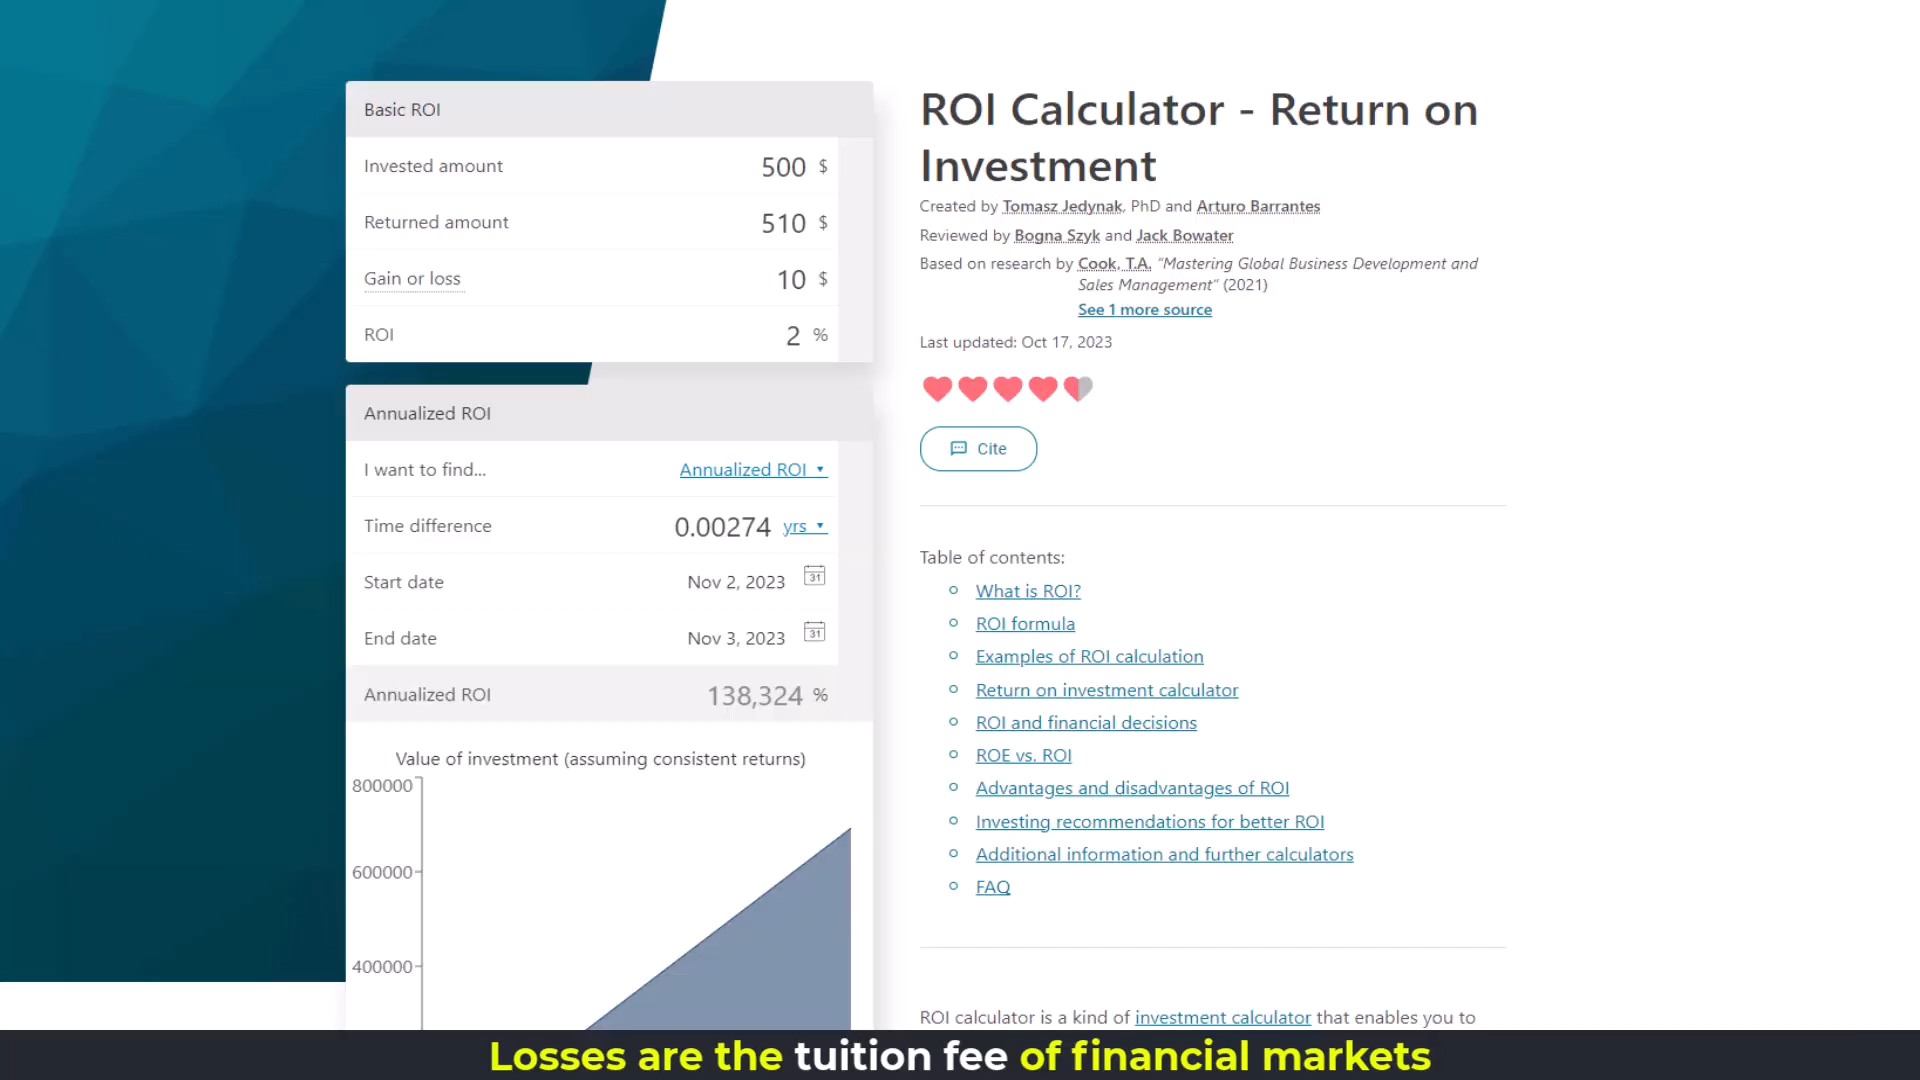 Basic ROI
Invested amount 500 $
Returned amount 510 $
Gain or loss 10 $
ROI 2 %
Annualized ROI
I want to find... Annualized ROI
Time difference 0.00274 yrs
Start date Nov 2, 2023 31
End date Nov 3, 2023 31
Annualized ROI 138,324 %
Value of investment (assuming consistent returns)
800000
600000
400000
ROI Calculator - Return on
Investment
Created by Tomasz Jedynak, PhD and Arturo Barrantes
Reviewed by Bogna Szyk and Jack Bowater
Based on research by Cook, T.A. "Mastering Global Business Development and
Sales Management" (2021)
See 1 more source
Last updated: Oct 17, 2023
Cite
Table of contents:
What is ROI?
ROI formula
Examples of ROI calculation
Return on investment calculator
ROI and financial decisions
ROE vs. ROI
Advantages and disadvantages of ROI
Investing recommendations for better ROI
Additional information and further calculators
FAQ
ROI calculator is a kind of investment calculator that enables you to
Losses are the tuition fee of financial markets